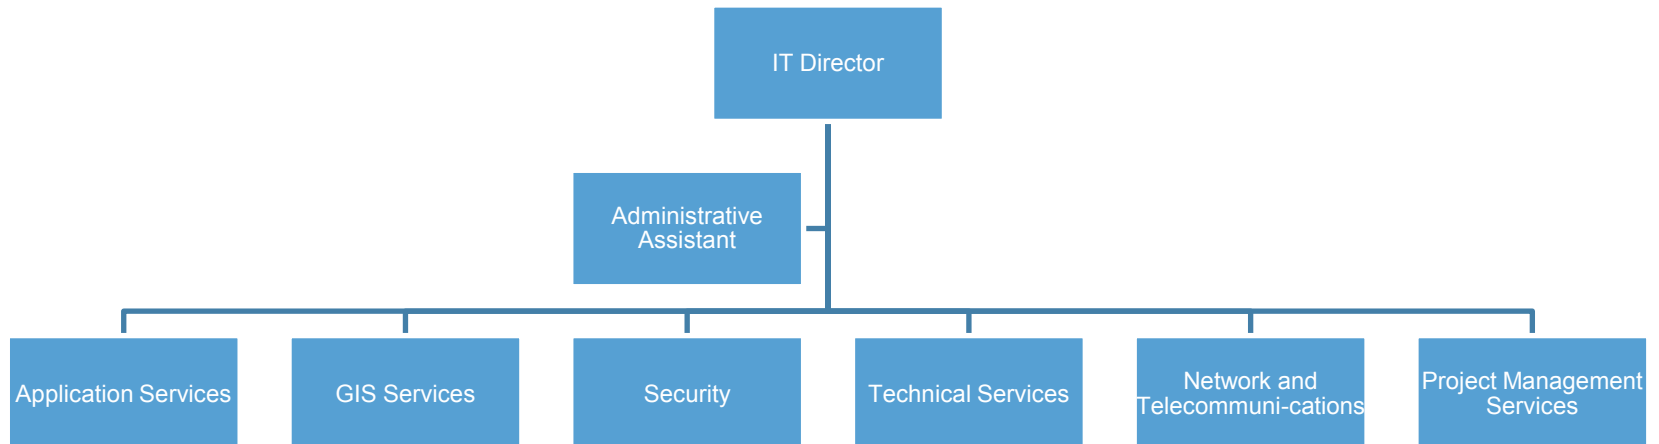 IT Director
Administrative
Assistant
Application Services
GIS Services
Security
Technical Services
Network and
Telecommuni-cations
Project Management
Services